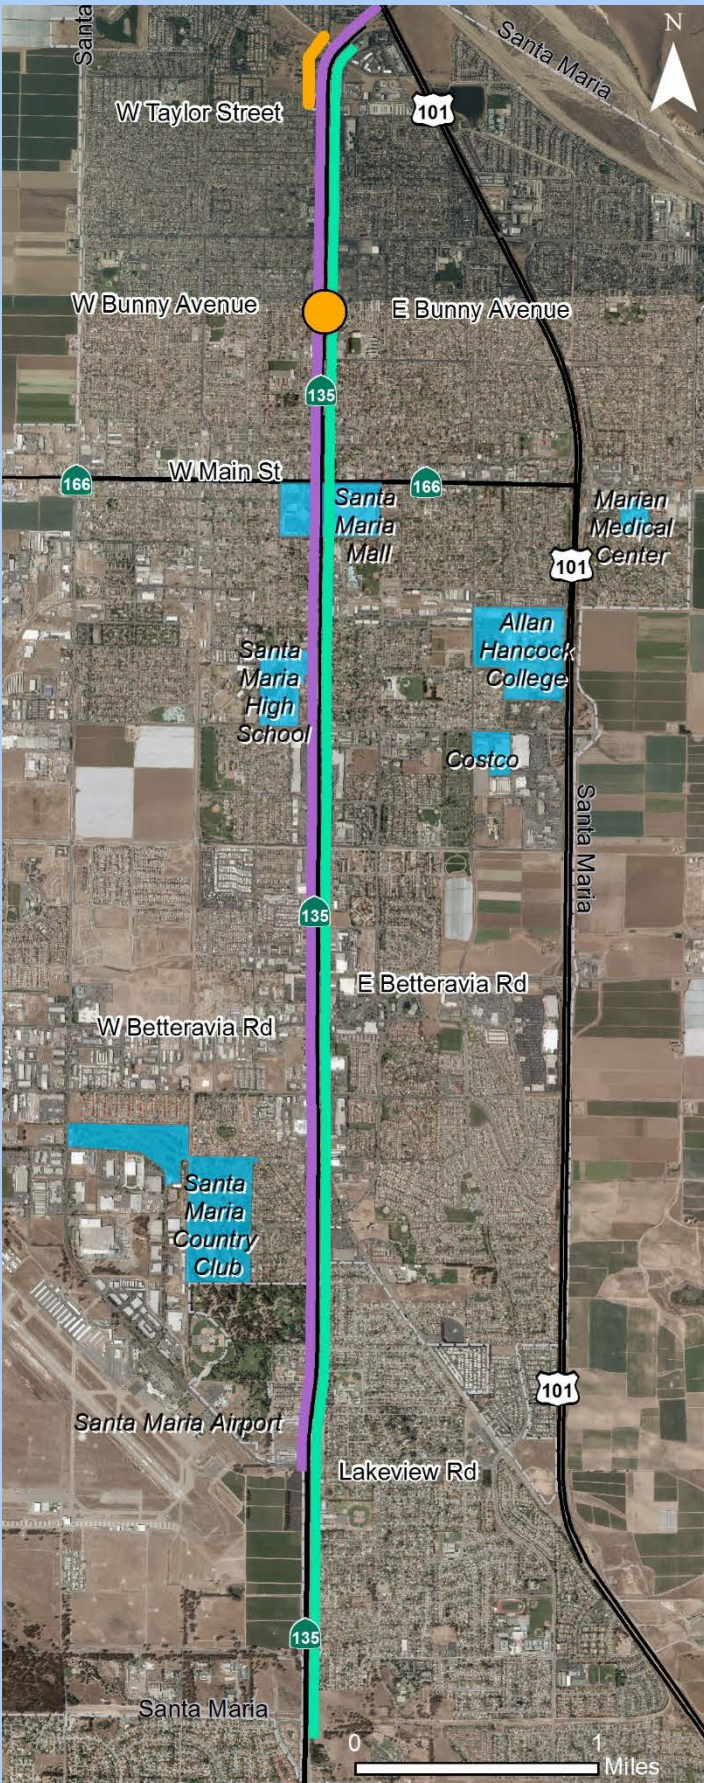 Santa
N
Santa Maria
W Taylor Street
101
W Bunny Avenue
E Bunny Avenue
135
W Main St
166
166
Santa
Maria
Mall
Marian
Medical
Center
101
Allan
Hancock
College
Santa
Maria
High
School
Costco
Santa Maria
135
E Betteravia Rd
W Betteravia Rd
Santa
Maria
Country
Club
101
Santa Maria Airport
Lakeview Rd
135
Santa Maria
0
1
Miles